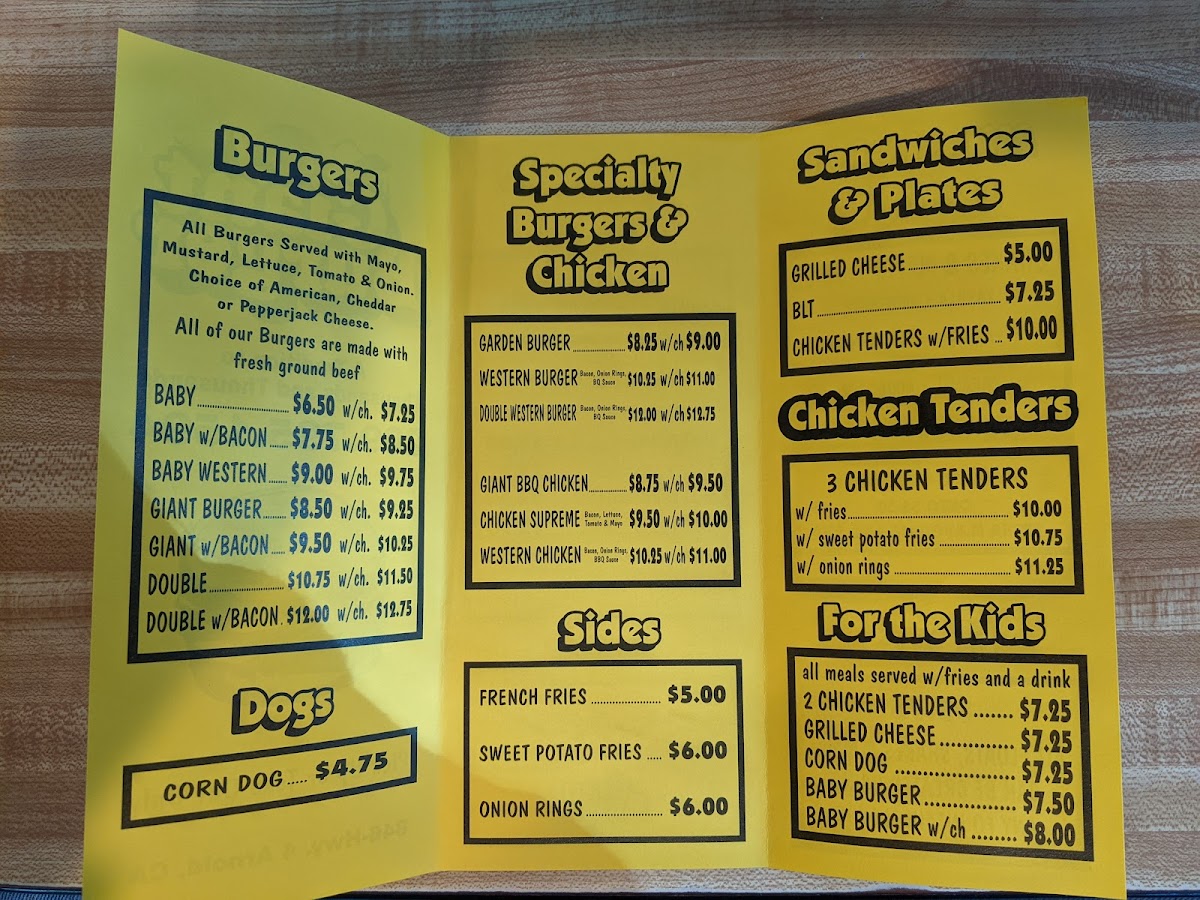 Burgers
All Burgers Served with Mayo,
Mustard, Lettuce, Tomato & Onion.
Choice of American, Cheddar
or Pepperjack Cheese.
All of our Burgers are made with
fresh ground beef
BABY $6.50 w/ch. $7.25
BABY w/BACON $7.75 w/ch. $8.50
BABY WESTERN $9.00 w/ch. $9.75
GIANT BURGER $8.50 w/ch. $9.25
GIANT w/BACON $9.50 w/ch. $10.25
DOUBLE $10.75 w/ch. $11.50
DOUBLE w/BACON $12.00 w/ch. $12.75
Dogs
CORN DOG $4.75
Specialty
Burgers &
Chicken
GARDEN BURGER $8.25 w/ch $9.00
WESTERN BURGER Bacon, Onion Rings, BQ Sauce $10.25 w/ch $11.00
DOUBLE WESTERN BURGER Bacon, Onion Rings, BQ Sauce $12.00 w/ch $12.75
GIANT BBQ CHICKEN $8.75 w/ch $9.50
CHICKEN SUPREME Bacon, Lettuce, Tomato & Mayo $9.50 w/ch $10.00
WESTERN CHICKEN Bacon, Onion Rings, BBQ Sauce $10.25 w/ch $11.00
Sides
FRENCH FRIES $5.00
SWEET POTATO FRIES $6.00
ONION RINGS $6.00
Sandwiches
& Plates
GRILLED CHEESE $5.00
BLT $7.25
CHICKEN TENDERS w/FRIES $10.00
Chicken Tenders
3 CHICKEN TENDERS
w/ fries $10.00
w/ sweet potato fries $10.75
w/ onion rings $11.25
For the Kids
all meals served w/fries and a drink
2 CHICKEN TENDERS $7.25
GRILLED CHEESE $7.25
CORN DOG $7.25
BABY BURGER $7.50
BABY BURGER w/ch $8.00